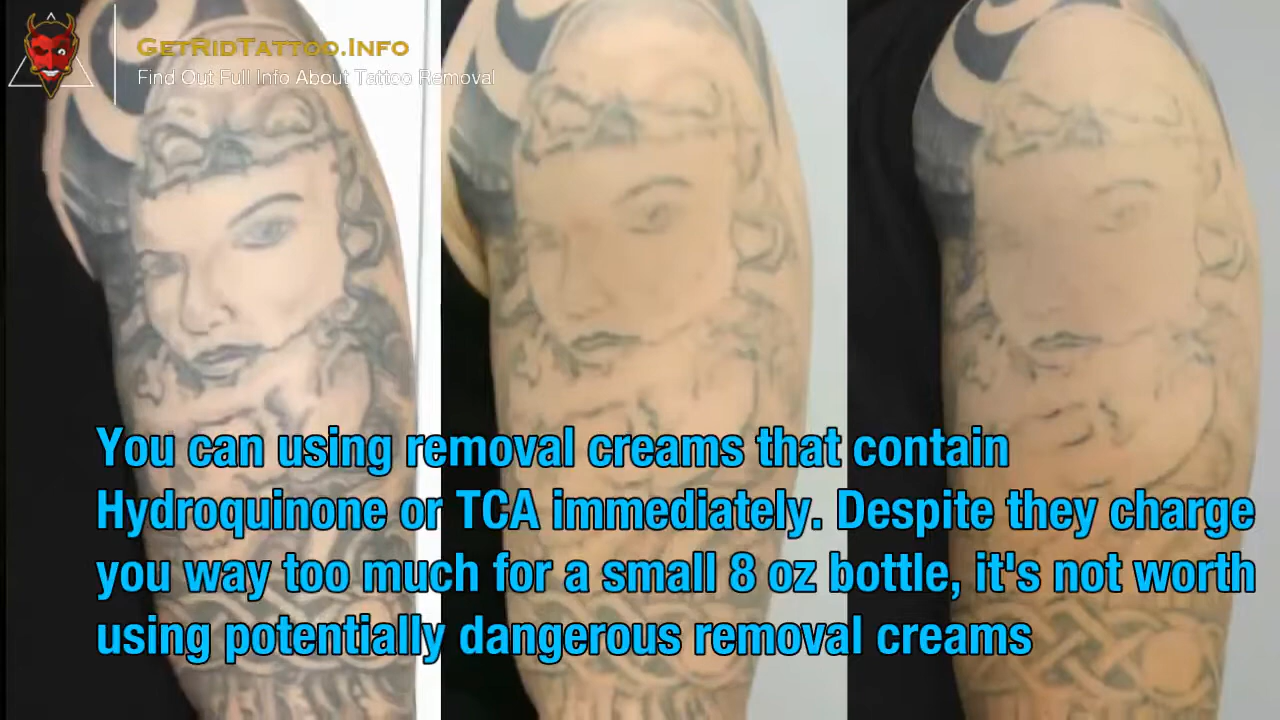 GetRidTattoo.Info
Find Out Full Info About Tattoo Removal
You can using removal creams that contain
Hydroquinone or TCA immediately. Despite they charge
you way too much for a small 8 oz bottle, it's not worth
using potentially dangerous removal creams